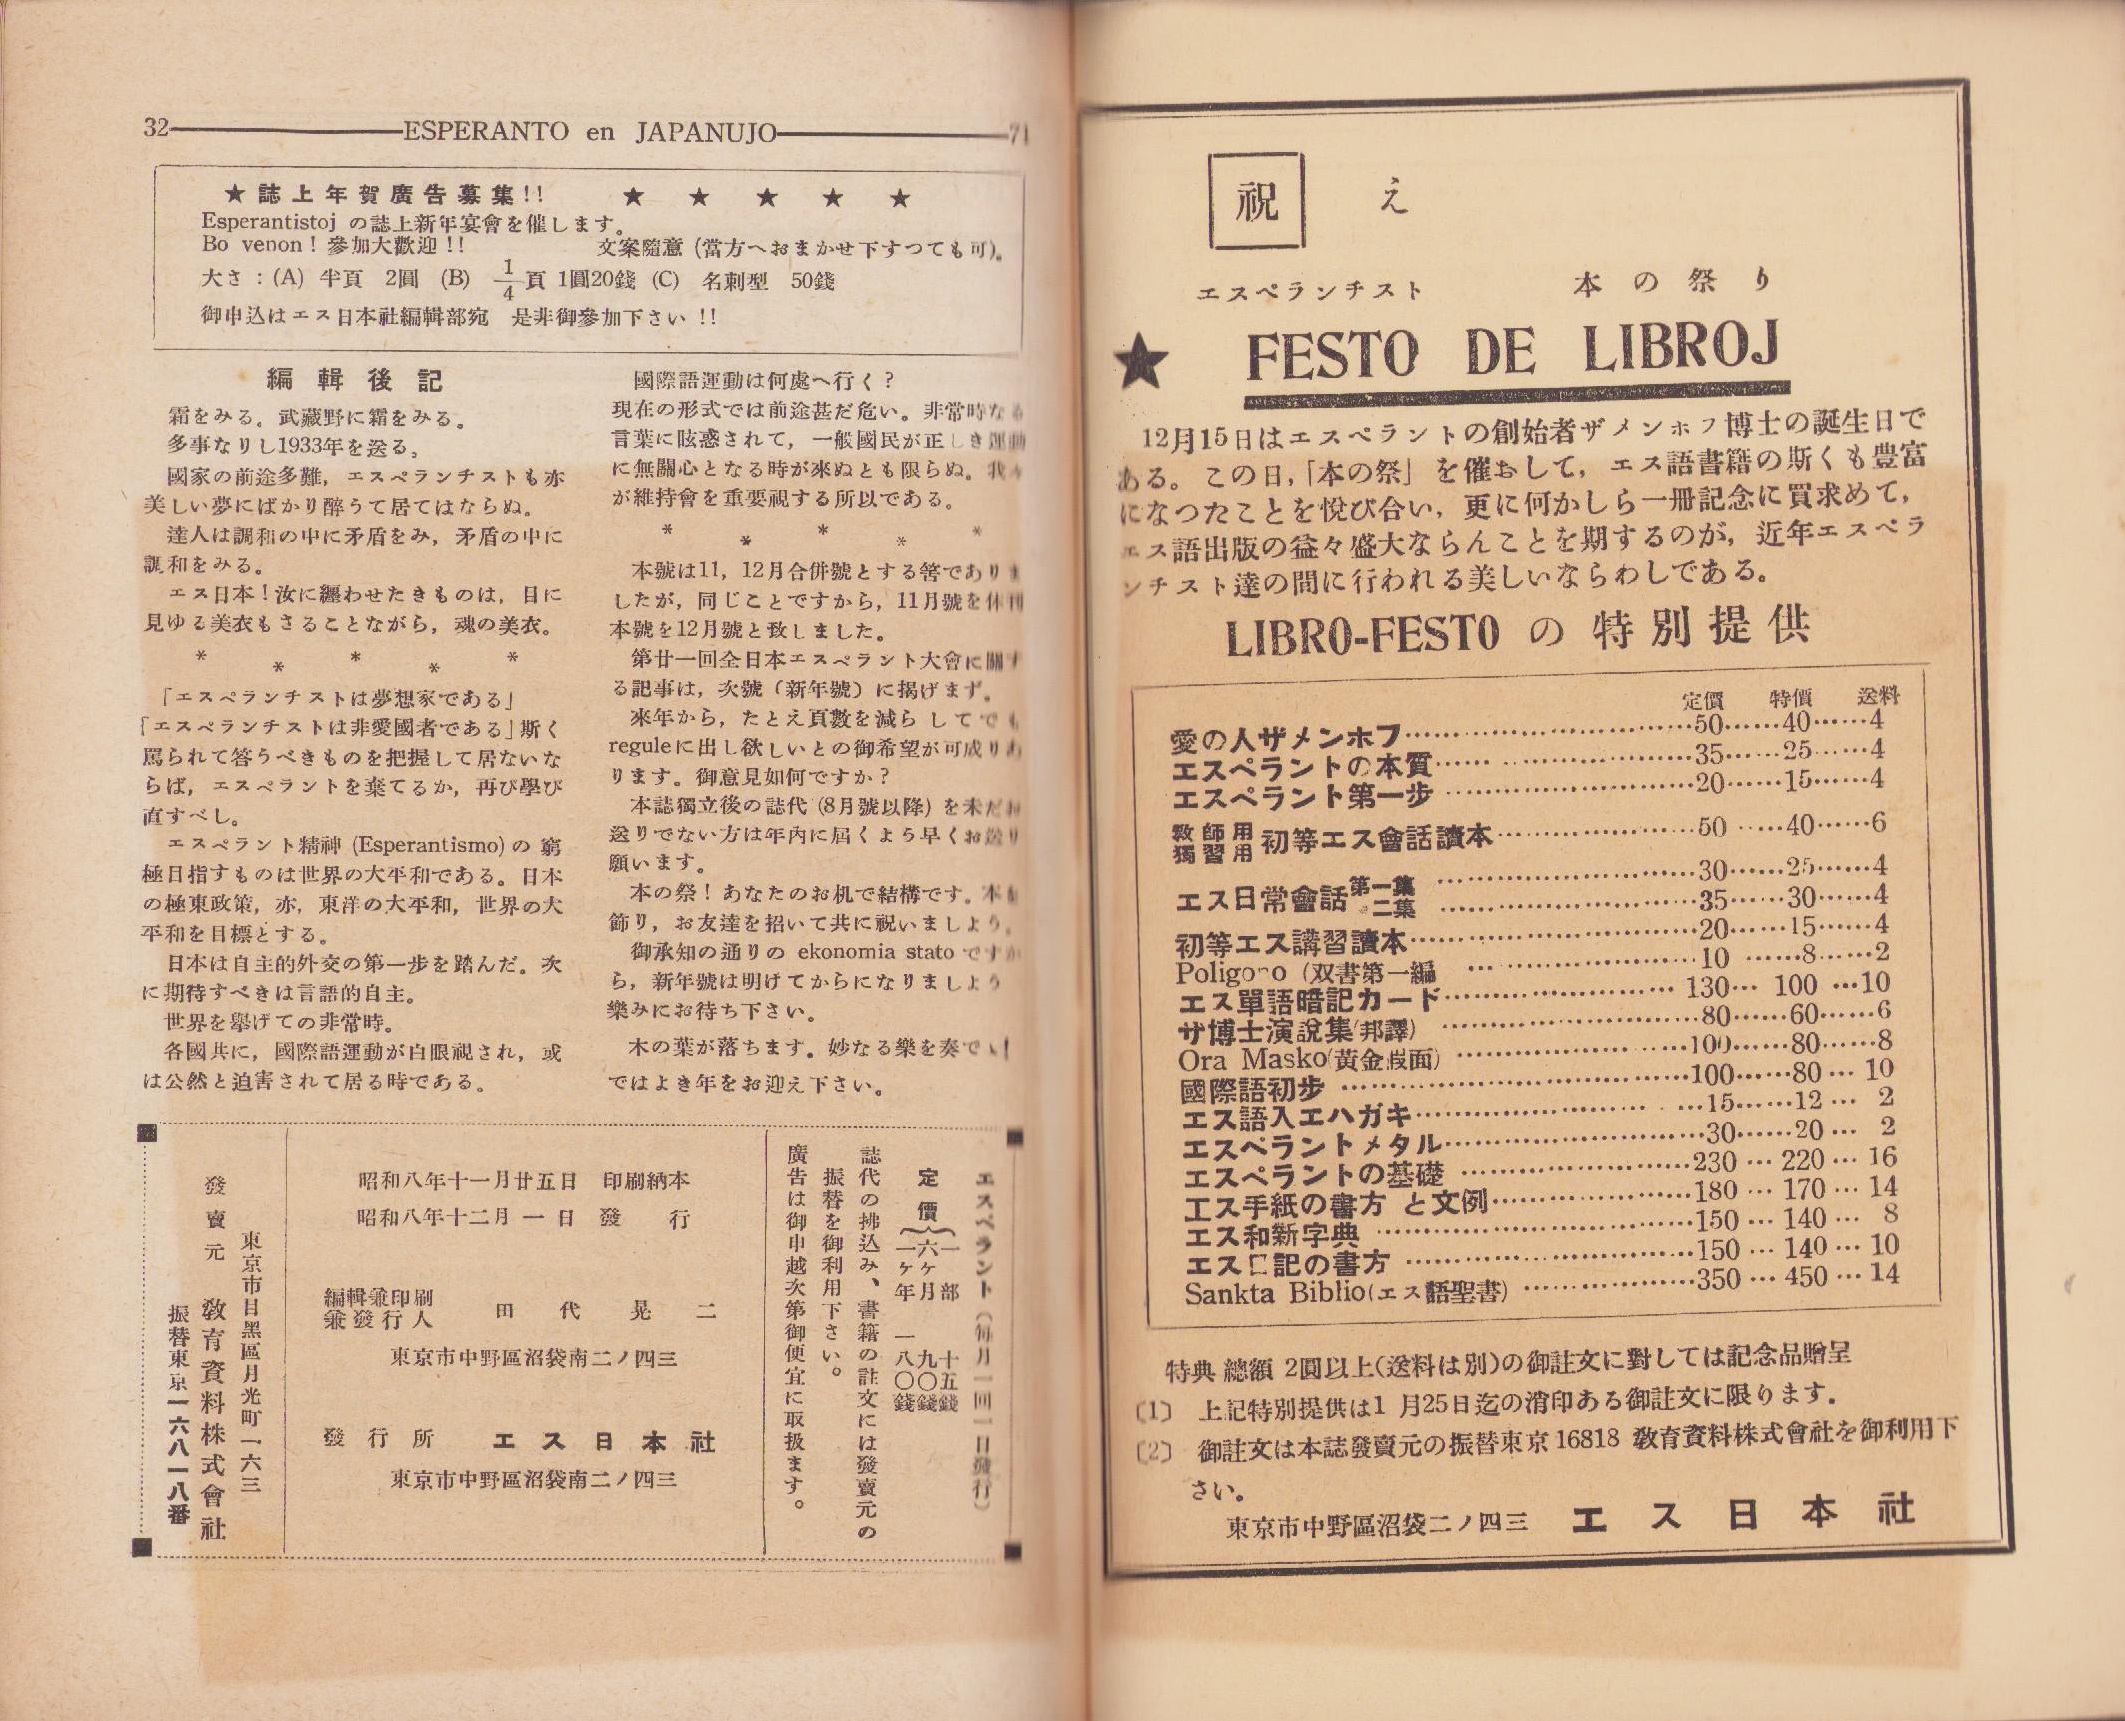 32 ESPERANTO en JAPANUJO 71
★誌上年賀廣告募集!! ★ ★ ★ ★ ★
Esperantistoj の誌上新年宴會を催します。
Bo venon! 參加大歡迎!! 文案隨意 (當方へおまかせ下すつても可)。
大さ:(A) 半頁 2圓 (B) 1/4頁 1圓20錢 (C) 名刺型 50錢
御申込はエス日本社編輯部宛 是非御參加下さい!!
編輯後記
霜をみる。武藏野に霜をみる。
多事なりし1933年を送る。
國家の前途多難,エスペランチストも亦
美しい夢にばかり醉うて居てはならぬ。
達人は調和の中に矛盾をみ,矛盾の中に
調和をみる。
エス日本!汝に纒わせたきものは,目に
見ゆる美衣もさることながら,魂の美衣。
* * * * *
「エスペランチストは夢想家である」
「エスペランチストは非愛國者である」斯く
罵られて答うべきものを把握して居ないな
らば,エスペラントを棄てるか,再び學び
直すべし。
エスペラント精神 (Esperantismo) の 窮
極目指すものは世界の大平和である。日本
の極東政策,亦,東洋の大平和,世界の大
平和を目標とする。
日本は自主的外交の第一步を踏んだ。次
に期待すべきは言語的自主。
世界を擧げての非常時。
各國共に,國際語運動が白眼視され,或
は公然と迫害されて居る時である。
國際語運動は何處へ行く?
現在の形式では前途甚だ危い。非常時なる
言葉に眩惑されて,一般國民が正しき運動
に無關心となる時が來ぬとも限らぬ。我々
が維持會を重要視する所以である。
* * * * *
本號は11,12月合併號とする筈でありま
したが,同じことですから,11月號を休刊
本號を12月號と致しました。
第廿一回全日本エスペラント大會に關す
る記事は,次號(新年號)に揭げます。
來年から,たとえ頁數を減らしてでも
reguleに出し欲しいとの御希望が可成りあ
ります。御意見如何ですか?
本誌獨立後の誌代 (8月號以降) を未だお
送りでない方は年內に屆くよう早くお送り
願います。
本の祭!あなたのお机で結構です。本を
飾り,お友達を招いて共に祝いましよう。
御承知の通りの ekonomia stato ですか
ら,新年號は明けてからになりましよう
樂みにお待ち下さい。
木の葉が落ちます。妙なる樂を奏で
ではよき年をお迎え下さい。
エスペラント(每月一回一日發行)
定價
一部 十五錢
六ヶ月 九〇錢
一ヶ年 一八〇錢
誌代の拂込み、書籍の註文には發賣元の
振替を御利用下さい。
廣告は御申越次第御便宜に取扱ます。
昭和八年十一月廿五日 印刷納本
昭和八年十二月一日 發行
編輯兼印刷
兼發行人 田代晃二
東京市中野區沼袋南二ノ四三
發行所 エス日本社
東京市中野區沼袋南二ノ四三
東京市目黑區月光町一六三
發賣元 敎育資料株式會社
振替東京一六八一八番
祝 え
エスペランチスト 本の祭り
★ FESTO DE LIBROJ
12月15日はエスペラントの創始者ザメンホフ博士の誕生日で
ある。この日,「本の祭」を催おして,エス語書籍の斯くも豐富
になつたことを悅び合い,更に何かしら一冊記念に買求めて,
エス語出版の益々盛大ならんことを期するのが,近年エスペラ
ンチスト達の間に行われる美しいならわしである。
LIBRO-FESTO の特別提供
定價 特價 送料
愛の人ザメンホフ……50……40……4
エスペラントの本質……35……25……4
エスペラント第一步……20……15……4
敎師用
獨習用 初等エス會話讀本……50……40……6
エス日常會話 第一集……30……25……4
二集……35……30……4
初等エス講習讀本……20……15……4
Poligono (双書第一編……10……8……2
エス單語暗記カード……130…100…10
ザ博士演說集(邦譯)……80……60……6
Ora Masko(黃金假面)……100……80……8
國際語初步……100……80…10
エス語入エハガキ……15……12…2
エスペラントメタル……30……20…2
エスペラントの基礎……230…220…16
エス手紙の書方と文例……180…170…14
エス和新字典……150…140…8
エス日記の書方……150…140…10
Sankta Biblio(エス語聖書)……350…450…14
特典 總額 2圓以上(送料は別)の御註文に對しては記念品贈呈
〔1〕 上記特別提供は1月25日迄の消印ある御註文に限ります。
〔2〕 御註文は本誌發賣元の振替東京16818 敎育資料株式會社を御利用下
さい。
東京市中野區沼袋二ノ四三 エス日本社